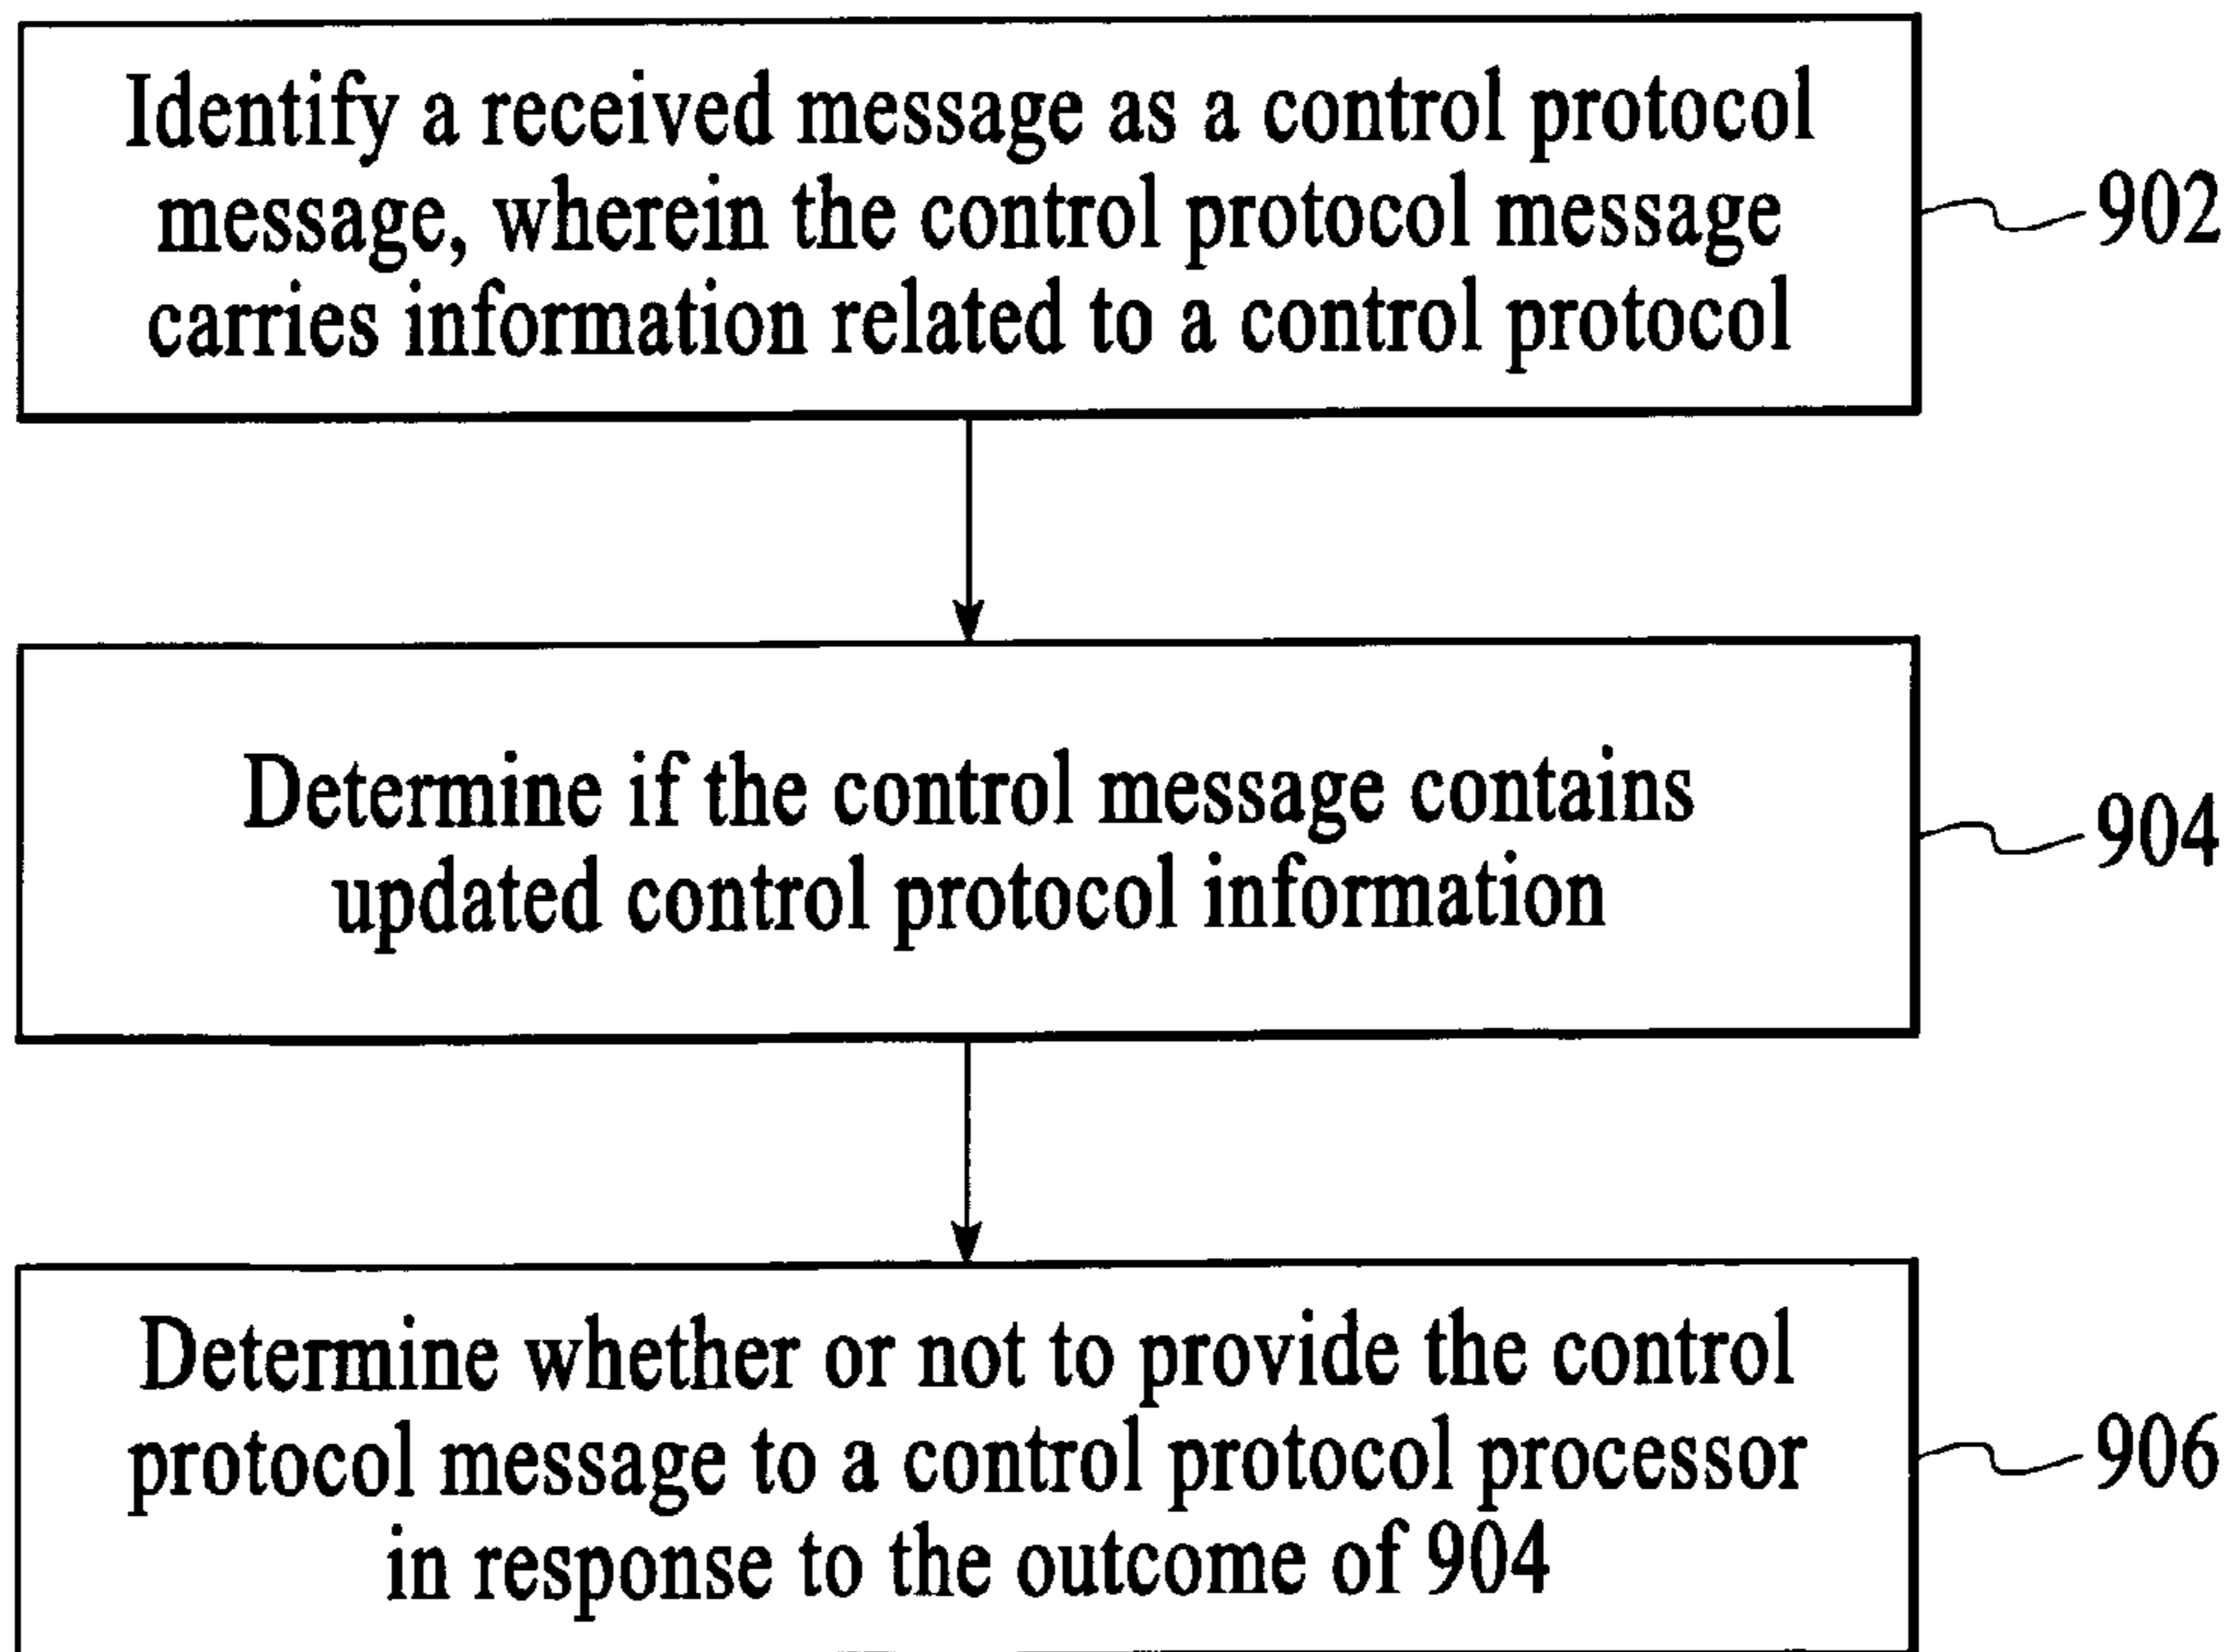 Identify a received message as a control protocol
message, wherein the control protocol message
carries information related to a control protocol
902
Determine if the control message contains
updated control protocol information
904
Determine whether or not to provide the control
protocol message to a control protocol processor
in response to the outcome of 904
906